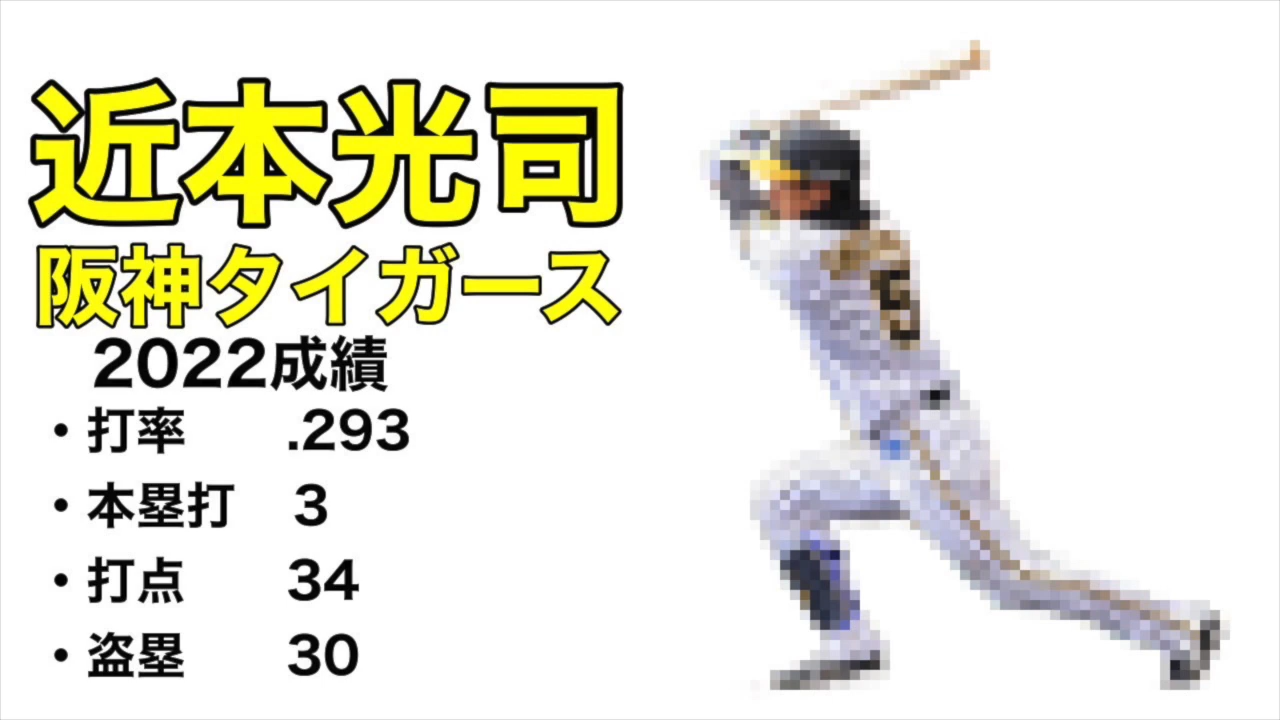 近本光司
阪神タイガース
2022成績
・打率 .293
・本塁打 3
・打点 34
・盗塁 30